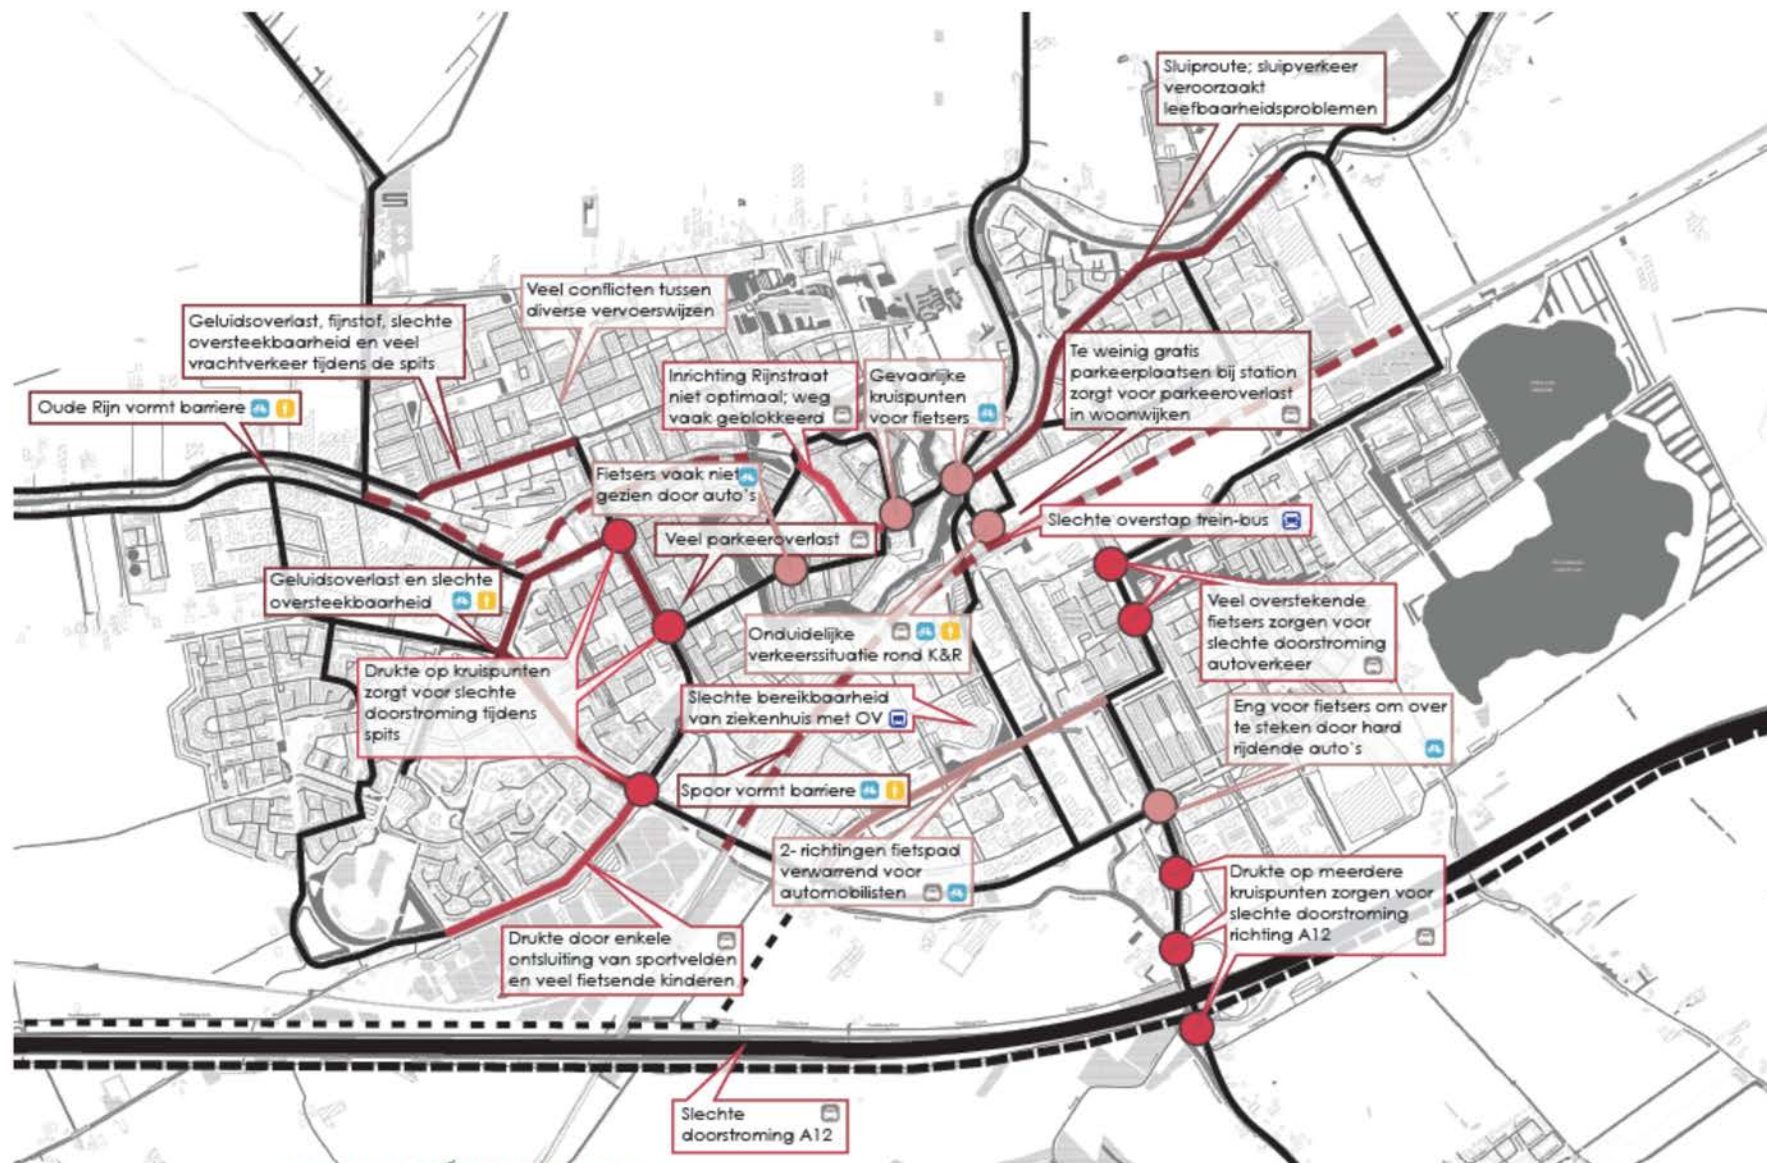 Sluiproute; sluipverkeer
veroorzaakt
leefbaarheidsproblemen
Veel conflicten tussen
diverse vervoerswijzen
Geluidsoverlast, fijnstof, slechte
oversteekbaarheid en veel
vrachtverkeer tijdens de spits
Oude Rijn vormt barriere
Inrichting Rijnstraat
niet optimaal; weg
vaak geblokkeerd
Gevaarlijke
kruispunten
voor fietsers
Te weinig gratis
parkeerplaatsen bij station
zorgt voor parkeeroverlast
in woonwijken
Fietsers vaak niet
gezien door auto's
Veel parkeeroverlast
Slechte overstap trein-bus
Geluidsoverlast en slechte
oversteekbaarheid
Onduidelijke
verkeerssituatie rond K&R
Veel overstekende
fietsers zorgen voor
slechte doorstroming
autoverkeer
Drukte op kruispunten
zorgt voor slechte
doorstroming tijdens
spits
Slechte bereikbaarheid
van ziekenhuis met OV
Eng voor fietsers om over
te steken door hard
rijdende auto's
Spoor vormt barriere
2- richtingen fietspad
verwarrend voor
automobilisten
Drukte op meerdere
kruispunten zorgen voor
slechte doorstroming
richting A12
Drukte door enkele
ontsluiting van sportvelden
en veel fietsende kinderen
Slechte
doorstroming A12